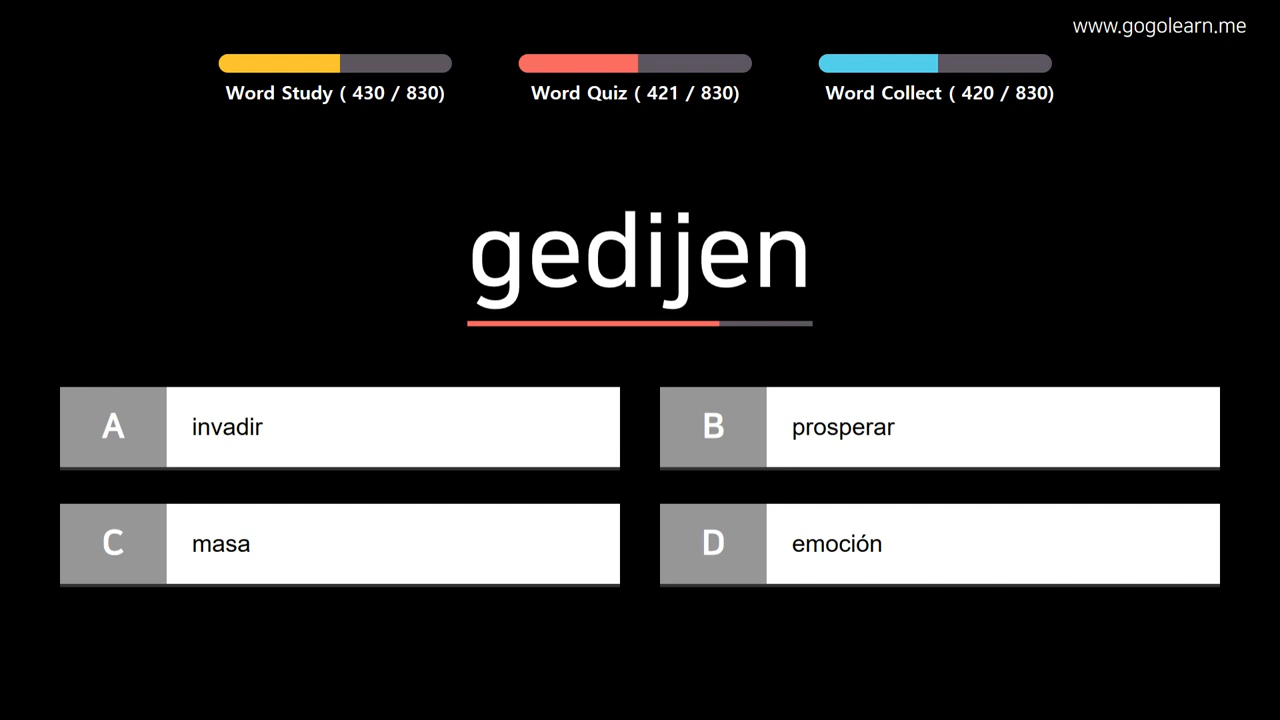 www.gogolearn.me
Word Study ( 430 / 830)
Word Quiz ( 421 / 830)
Word Collect ( 420 / 830)
gedijen
A invadir
B prosperar
C masa
D emoción